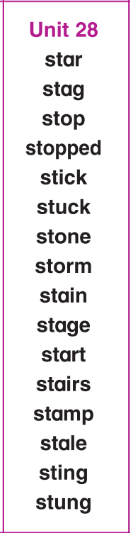 Unit 28
star
stag
stop
stopped
stick
stuck
stone
storm
stain
stage
start
stairs
stamp
stale
sting
stung